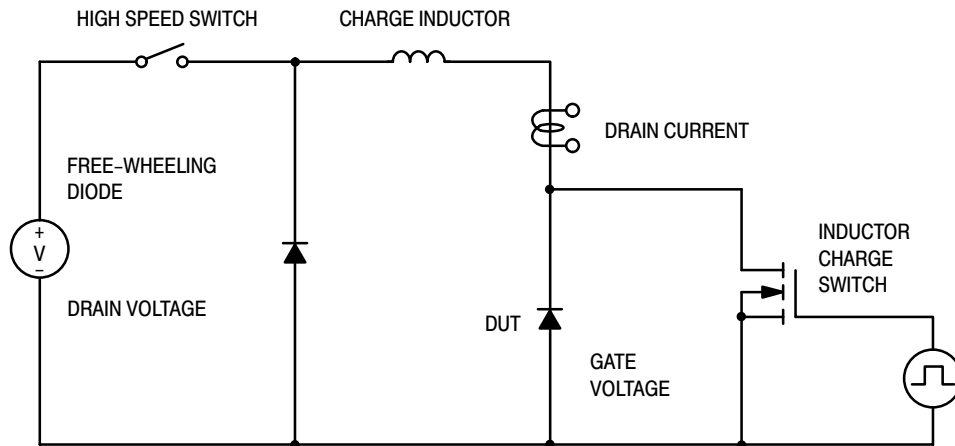 HIGH SPEED SWITCH
CHARGE INDUCTOR
DRAIN CURRENT
FREE–WHEELING
DIODE
+
V
–
INDUCTOR
CHARGE
SWITCH
DRAIN VOLTAGE
DUT
GATE
VOLTAGE